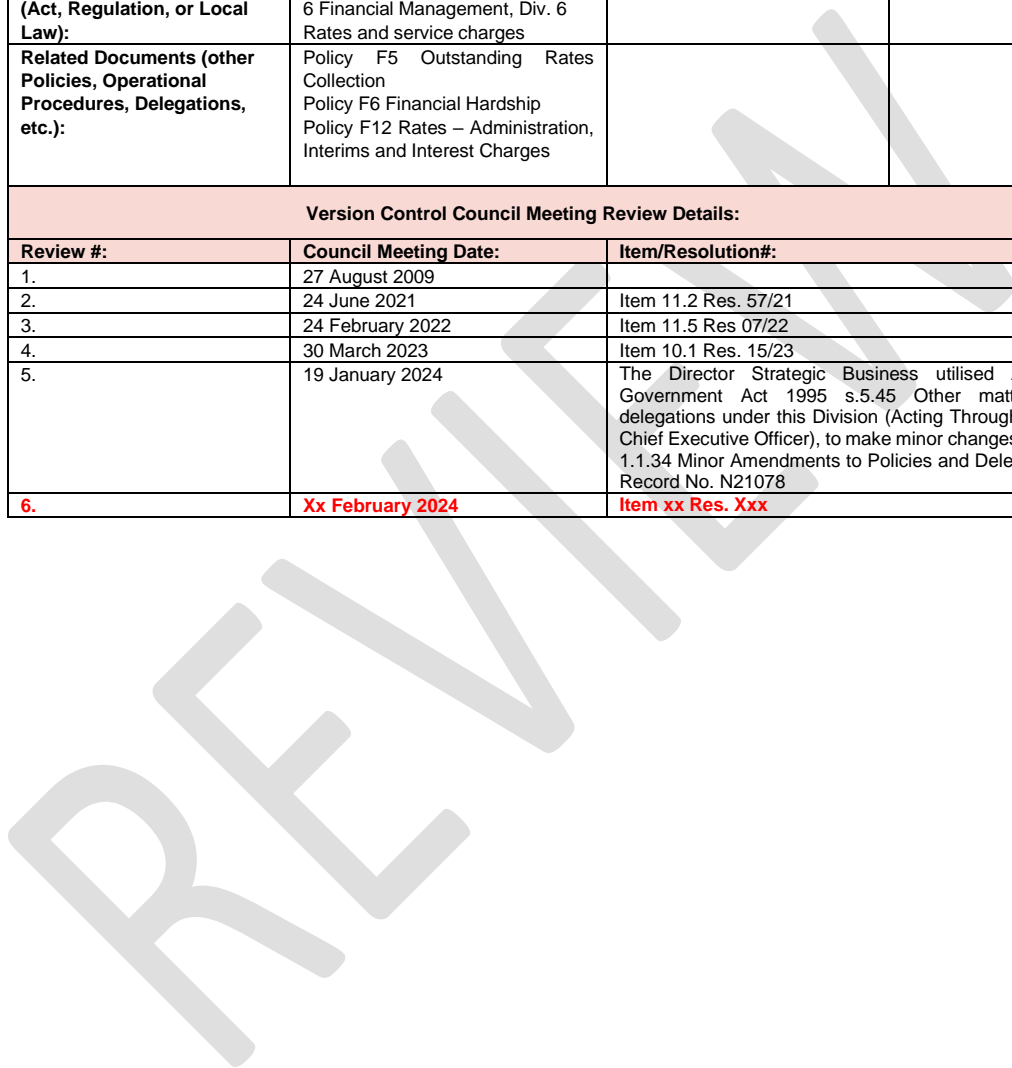 (Act, Regulation, or Local
Law):
6 Financial Management, Div. 6
Rates and service charges
Related Documents (other
Policies, Operational
Procedures, Delegations,
etc.):
Policy F5 Outstanding Rates
Collection
Policy F6 Financial Hardship
Policy F12 Rates – Administration,
Interims and Interest Charges
Version Control Council Meeting Review Details:
Review #: Council Meeting Date: Item/Resolution#:
1. 27 August 2009
2. 24 June 2021 Item 11.2 Res. 57/21
3. 24 February 2022 Item 11.5 Res 07/22
4. 30 March 2023 Item 10.1 Res. 15/23
5. 19 January 2024 The Director Strategic Business utilised
Government Act 1995 s.5.45 Other
delegations under this Division (Acting
Chief Executive Officer), to make minor changes
1.1.34 Minor Amendments to Policies and
Record No. N21078
6. Xx February 2024 Item xx Res. Xxx
REVIEW